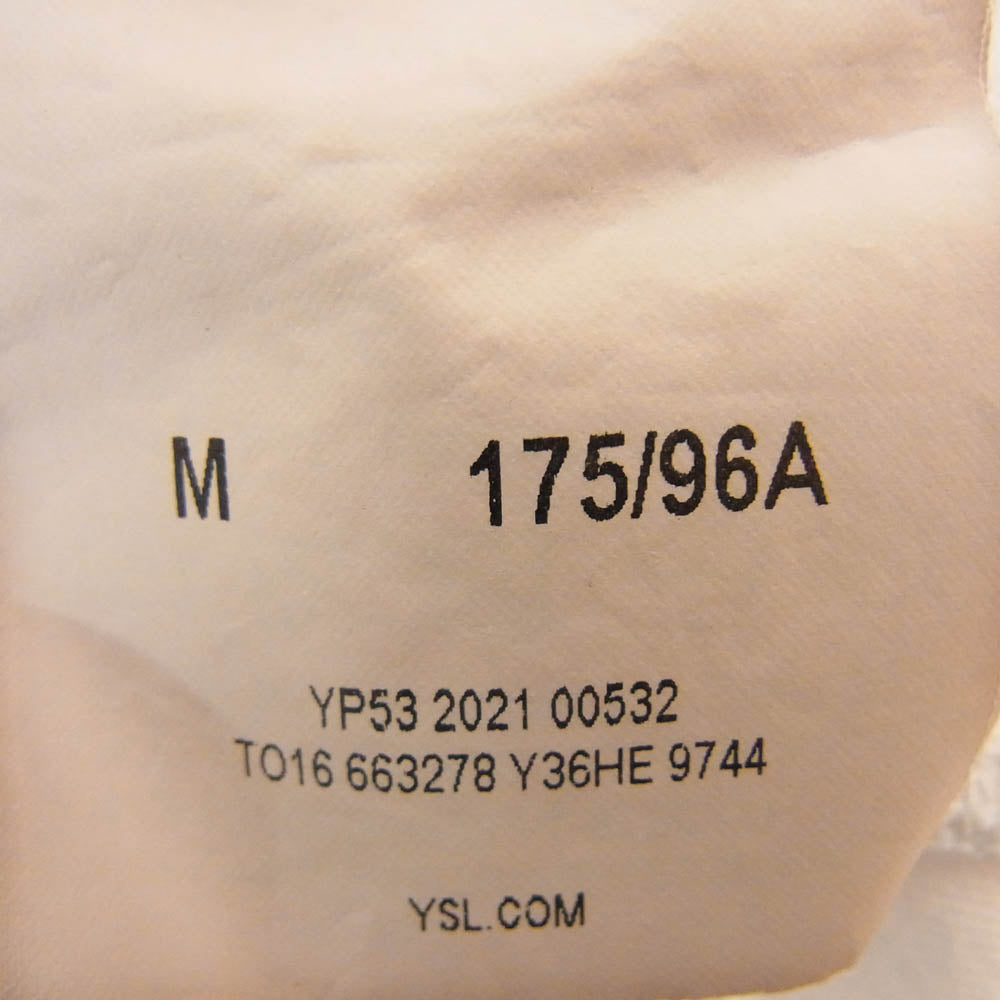 M 175/96A
YP53 2021 00532
TO16 663278 Y36HE 9744
YSL.COM